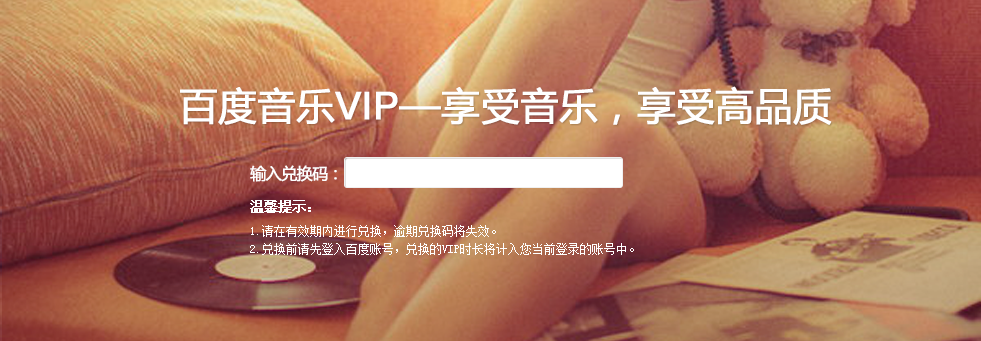 百度音乐VIP—享受音乐，享受高品质
输入兑换码：
温馨提示：
1.请在有效期内进行兑换，逾期兑换码将失效。
2.兑换前请先登入百度账号，兑换的VIP时长将计入您当前登录的账号中。